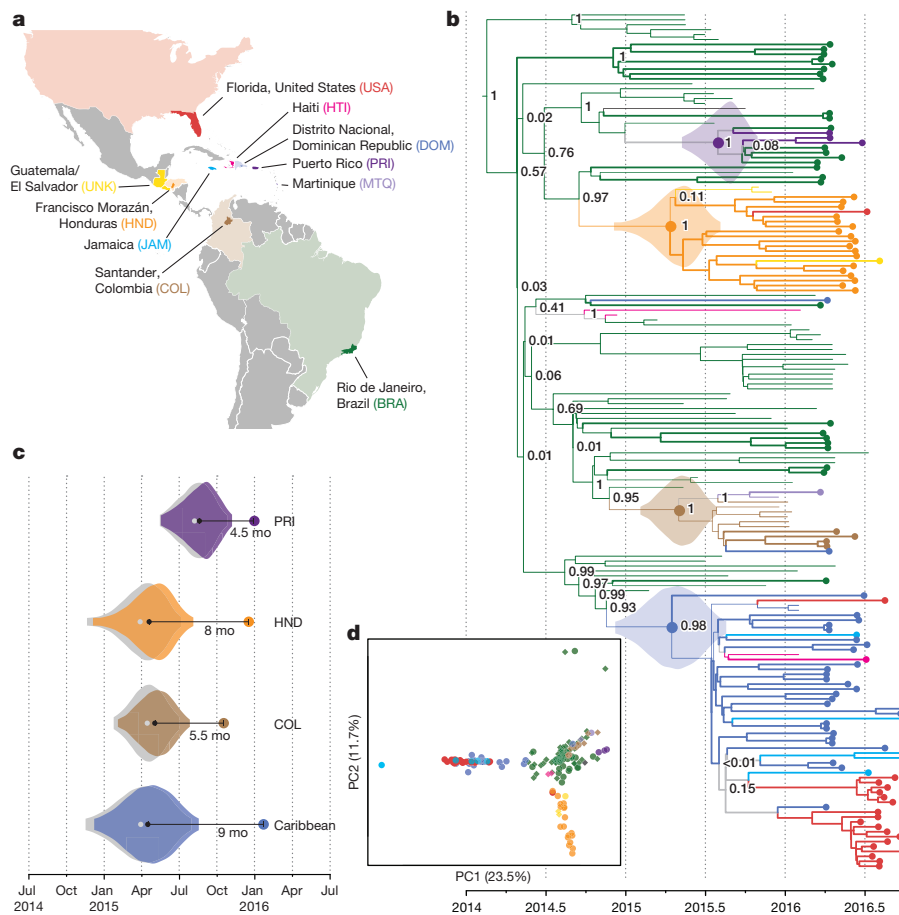 a
Florida, United States (USA)
Haiti (HTI)
Distrito Nacional,
Dominican Republic (DOM)
Puerto Rico (PRI)
Martinique (MTQ)
Guatemala/
El Salvador (UNK)
Francisco Morazán,
Honduras (HND)
Jamaica (JAM)
Santander,
Colombia (COL)
Rio de Janeiro,
Brazil (BRA)
b
1
1
0.02
1
1
0.08
0.76
0.57
0.97
0.11
1
0.03
0.41
1
0.01
0.06
0.69
0.01
0.01
1
0.95
1
1
0.99
0.97
0.99
0.93
0.98
<0.01
0.15
2014
2014.5
2015
2015.5
2016
2016.5
c
PRI
4.5 mo
HND
8 mo
COL
5.5 mo
Caribbean
9 mo
Jul Oct Jan Apr Jul Oct Jan Apr Jul
2014 2015 2016
d
PC2 (11.7%)
PC1 (23.5%)